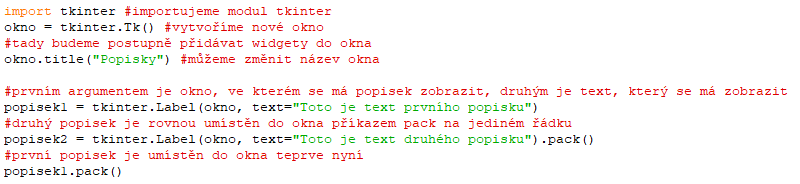 import tkinter #importujeme modul tkinter
okno = tkinter.Tk() #vytvoříme nové okno
#tady budeme postupně přidávat widgety do okna
okno.title("Popisky") #můžeme změnit název okna
#prvním argumentem je okno, ve kterém se má popisek zobrazit, druhým je text, který se má zobrazit
popisek1 = tkinter.Label(okno, text="Toto je text prvního popisku")
#druhý popisek je rovnou umístěn do okna příkazem pack na jediném řádku
popisek2 = tkinter.Label(okno, text="Toto je text druhého popisku").pack()
#první popisek je umístěn do okna teprve nyní
popisek1.pack()